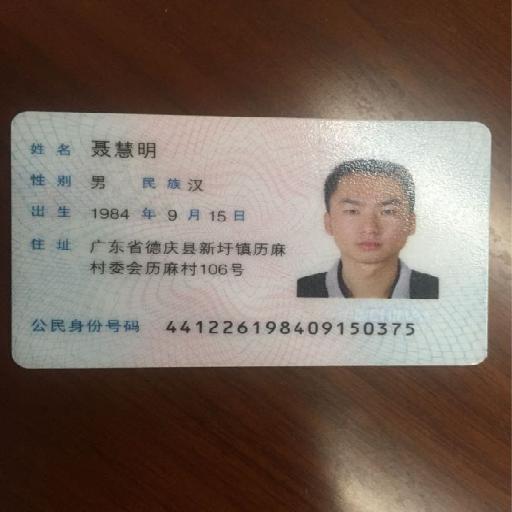 姓名 聂慧明
性别 男 民族 汉
出生 1984 年 9 月 15 日
住址 广东省德庆县新圩镇历麻
村委会历麻村106号
公民身份号码 441226198409150375